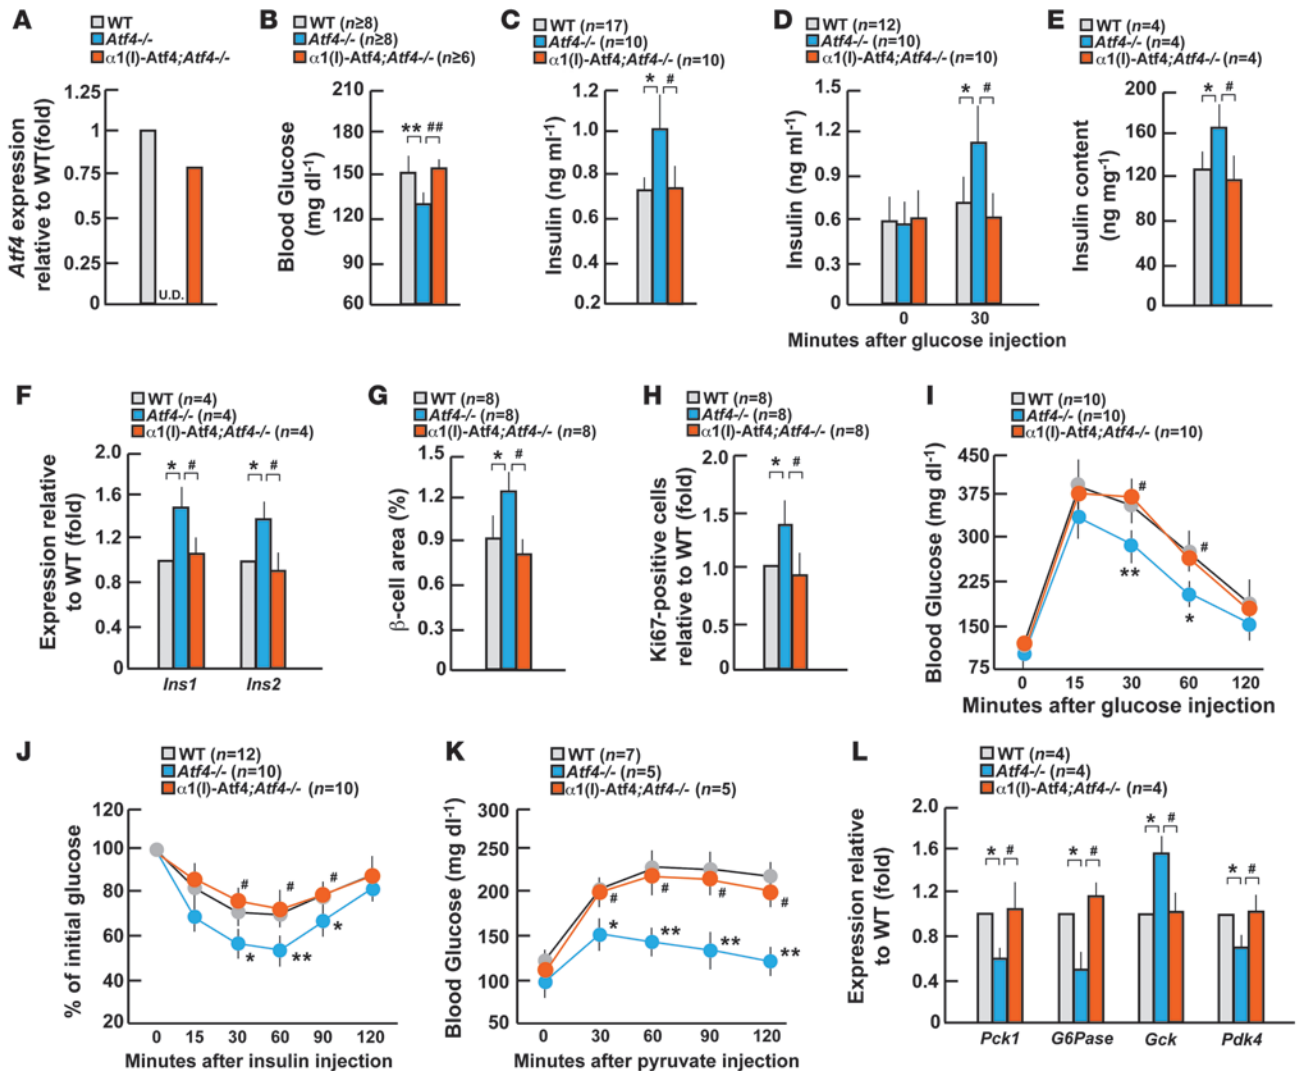 A
WT
Atf4-/-
α1(I)-Atf4;Atf4-/-
Atf4 expression
relative to WT(fold)
1.25
1
0.75
0.5
0.25
0
U.D.
B
WT (n≥8)
Atf4-/- (n≥8)
α1(I)-Atf4;Atf4-/- (n≥6)
Blood Glucose
(mg dl-1)
210
180
150
120
90
60
** ##
C
WT (n=17)
Atf4-/- (n=10)
α1(I)-Atf4;Atf4-/- (n=10)
Insulin (ng ml-1)
1.2
1.0
0.8
0.6
0.4
0.2
* #
D
WT (n=12)
Atf4-/- (n=10)
α1(I)-Atf4;Atf4-/- (n=10)
Insulin (ng ml-1)
1.5
1.2
0.9
0.6
0.3
0
* #
0 30
Minutes after glucose injection
E
WT (n=4)
Atf4-/- (n=4)
α1(I)-Atf4;Atf4-/- (n=4)
Insulin content
(ng mg-1)
200
160
120
80
40
0
* #
F
WT (n=4)
Atf4-/- (n=4)
α1(I)-Atf4;Atf4-/- (n=4)
Expression relative
to WT (fold)
2.0
1.6
1.2
0.8
0.4
0
* # * #
Ins1 Ins2
G
WT (n=8)
Atf4-/- (n=8)
α1(I)-Atf4;Atf4-/- (n=8)
β-cell area (%)
1.5
1.2
0.9
0.6
0.3
0
* #
H
WT (n=8)
Atf4-/- (n=8)
α1(I)-Atf4;Atf4-/- (n=8)
Ki67-positive cells
relative to WT (fold)
2.0
1.5
1.0
0.5
0
* #
I
WT (n=10)
Atf4-/- (n=10)
α1(I)-Atf4;Atf4-/- (n=10)
Blood Glucose (mg dl-1)
450
375
300
225
150
75
# #
** *
0 15 30 60 120
Minutes after glucose injection
J
WT (n=12)
Atf4-/- (n=10)
α1(I)-Atf4;Atf4-/- (n=10)
% of initial glucose
120
100
80
60
40
20
# # #
* ** *
0 15 30 60 90 120
Minutes after insulin injection
K
WT (n=7)
Atf4-/- (n=5)
α1(I)-Atf4;Atf4-/- (n=5)
Blood Glucose (mg dl-1)
300
250
200
150
100
50
# # # #
* ** ** **
0 30 60 90 120
Minutes after pyruvate injection
L
WT (n=4)
Atf4-/- (n=4)
α1(I)-Atf4;Atf4-/- (n=4)
Expression relative
to WT (fold)
2.0
1.6
1.2
0.8
0.4
0
* # * # * # * #
Pck1 G6Pase Gck Pdk4